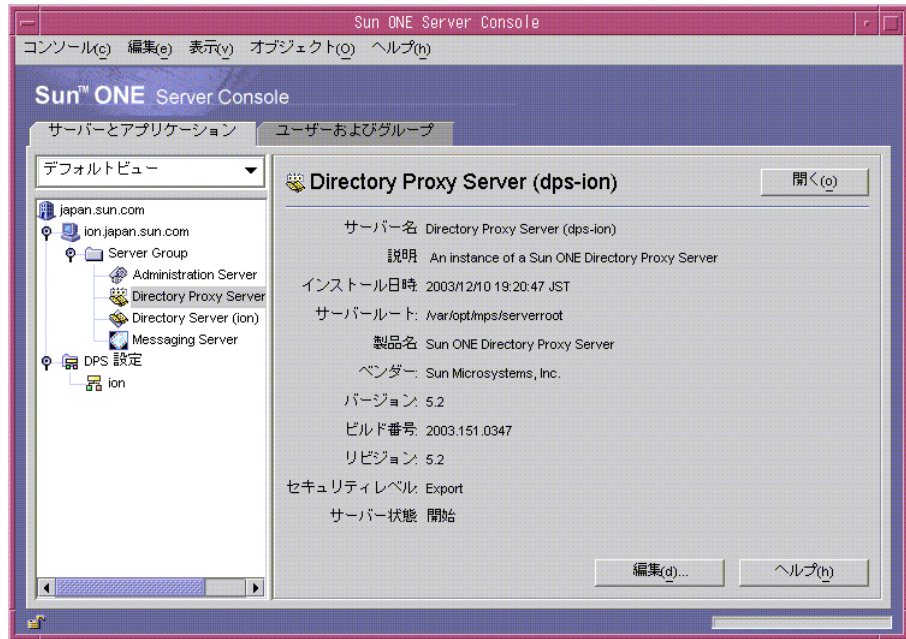 Sun ONE Server Console
コンソール(c) 編集(e) 表示(v) オブジェクト(O) ヘルプ(h)
Sun™ ONE Server Console
サーバーとアプリケーション ユーザーおよびグループ
デフォルトビュー
japan.sun.com
ion.japan.sun.com
Server Group
Administration Server
Directory Proxy Server
Directory Server (ion)
Messaging Server
DPS 設定
ion
Directory Proxy Server (dps-ion) 開く(o)
サーバー名 Directory Proxy Server (dps-ion)
説明 An instance of a Sun ONE Directory Proxy Server
インストール日時: 2003/12/10 19:20:47 JST
サーバールート: /var/opt/mps/serverroot
製品名 Sun ONE Directory Proxy Server
ベンダー: Sun Microsystems, Inc.
バージョン: 5.2
ビルド番号: 2003.151.0347
リビジョン: 5.2
セキュリティレベル: Export
サーバー状態 開始
編集(d)... ヘルプ(h)